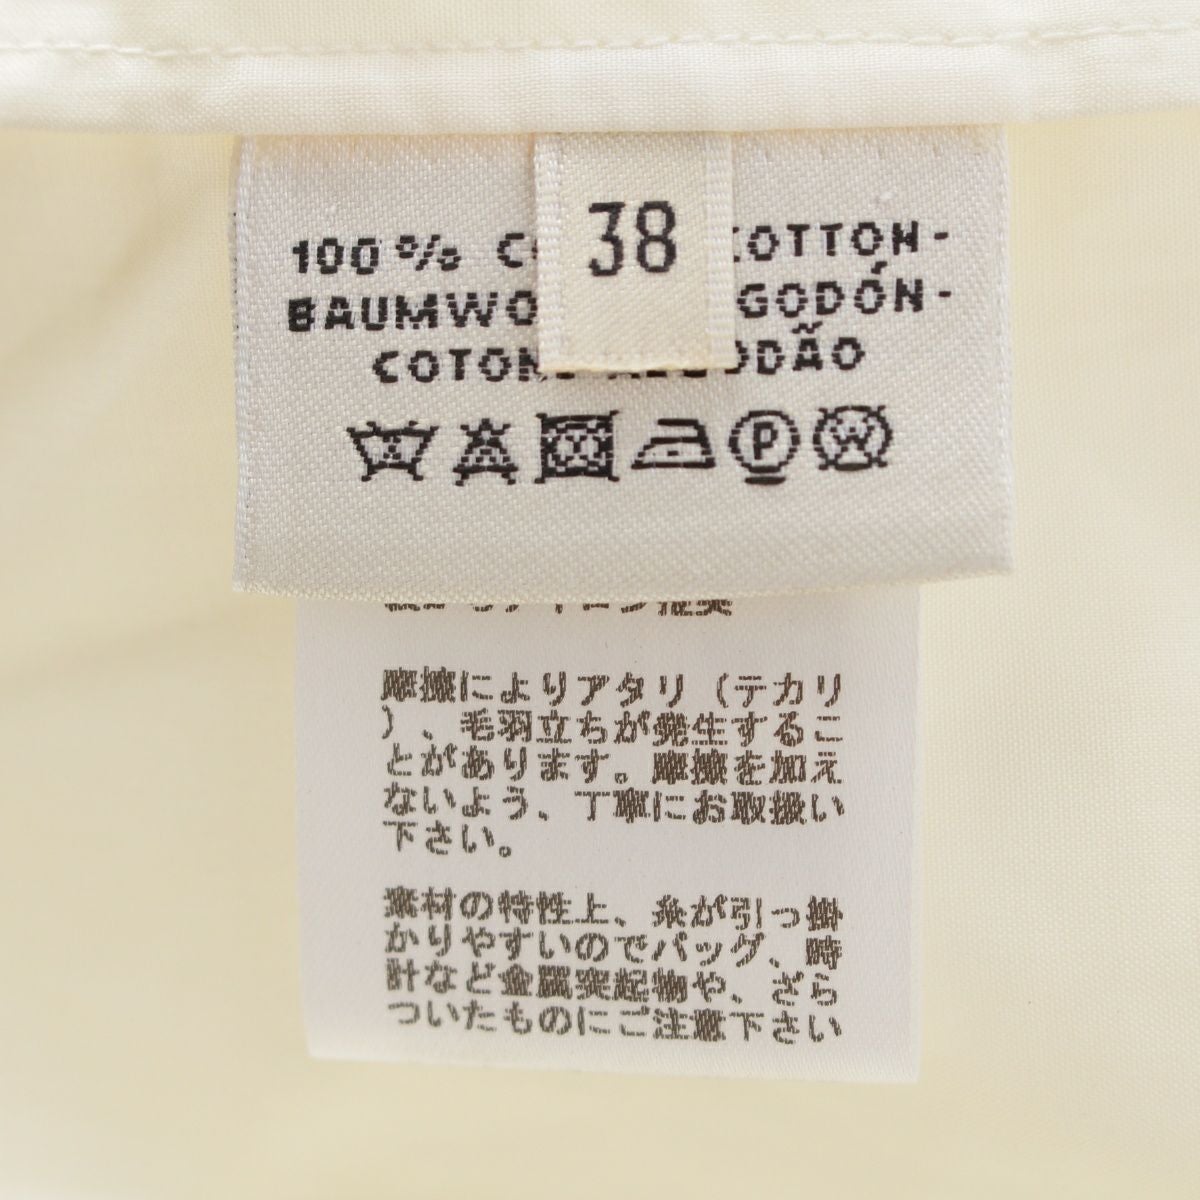 38
100% COTTON-
BAUMWO GODÓN-
COTON ALGODÃO
P W
摩擦によりアタリ（テカリ
）、毛羽立ちが発生するこ
とがあります。摩擦を加え
ないよう、丁寧にお取扱い
下さい。
素材の特性上、糸が引っ掛
かりやすいのでバッグ、時
計など金属突起物や、ざら
ついたものにご注意下さい